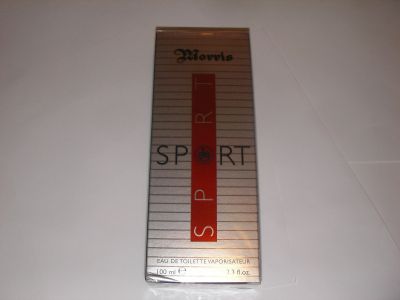 Morris
SPORT
SPORT
EAU DE TOILETTE VAPORISATEUR
100 ml ℮ 3.3 fl.oz.